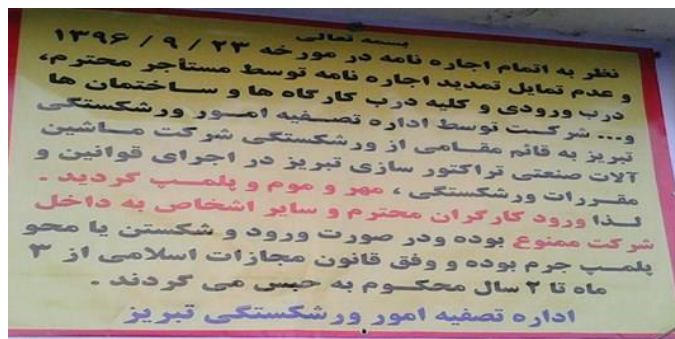 بسمه تعالی
نظر به اتمام اجاره نامه در مورخه ۲۳ / ۹ / ۱۳۹۶
و عدم تمایل تمدید اجاره نامه توسط مستأجر محترم،
درب ورودی و کلیه درب کارگاه ها و ساختمان ها
و... شرکت توسط اداره تصفیه امور ورشکستگی
تبریز به قائم مقامی از ورشکستگی شرکت ماشین
آلات صنعتی تراکتور سازی تبریز در اجرای قوانین و
مقررات ورشکستگی ، مهر و موم و پلمب گردید .
لذا ورود کارگران محترم و سایر اشخاص به داخل
شرکت ممنوع بوده ودر صورت ورود و شکستن یا محو
پلمب جرم بوده و وفق قانون مجازات اسلامی از ۳
ماه تا ۲ سال محکوم به حبس می گردند .
اداره تصفیه امور ورشکستگی تبریز